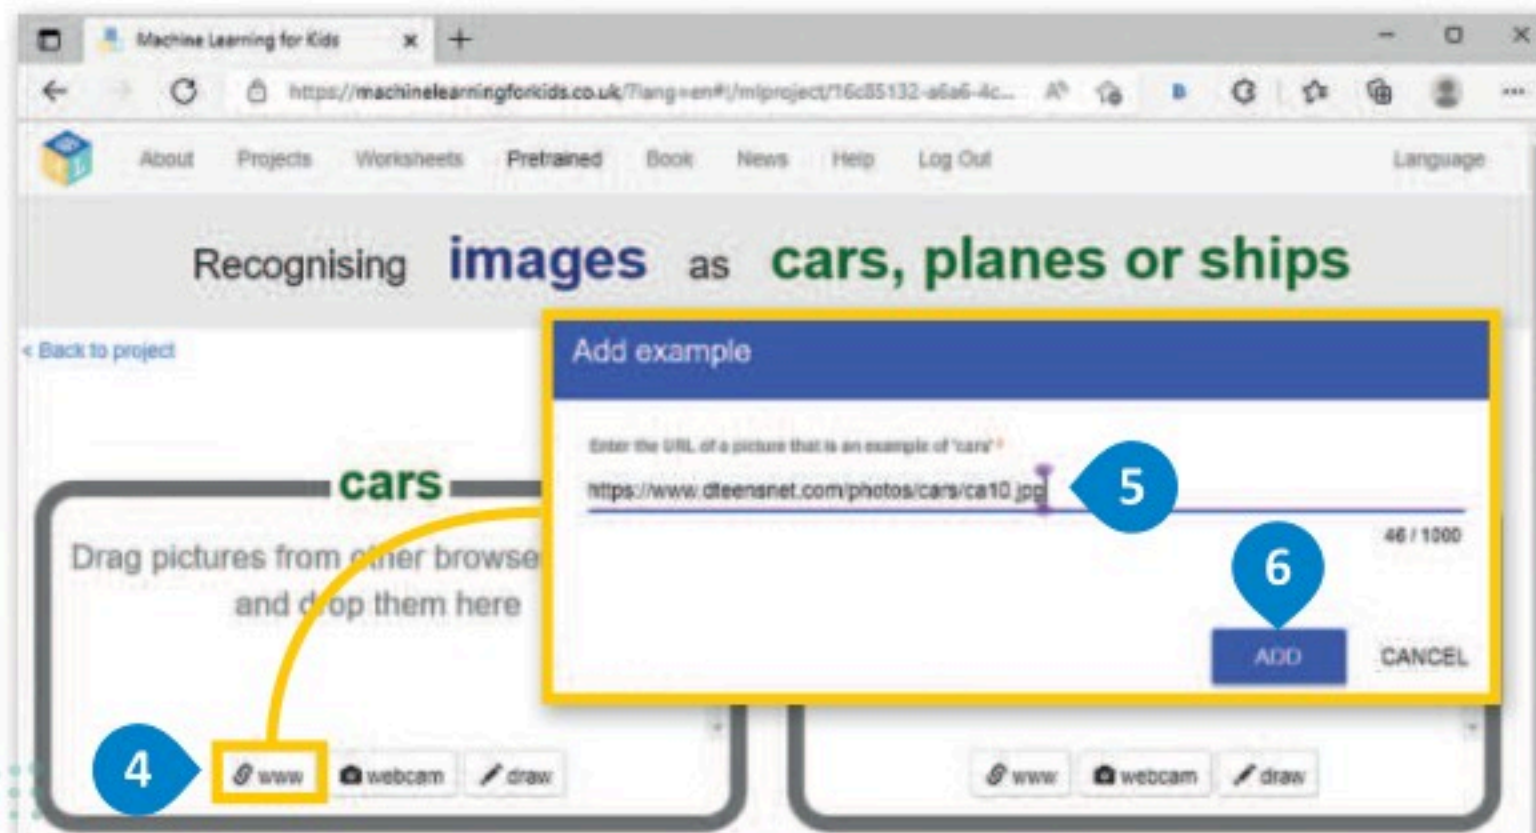 Machine Learning for Kids
https://machinelearningforkids.co.uk/?lang=en#!/mlproject/16c85132-a6a6-4c...
About Projects Worksheets Pretrained Book News Help Log Out Language
Recognising images as cars, planes or ships
< Back to project
Add example
Enter the URL of a picture that is an example of 'cars' *
https://www.dteensnet.com/photos/cars/ca10.jpg
5
46 / 1000
6
ADD CANCEL
cars
Drag pictures from other browse
and drop them here
4
www webcam draw
www webcam draw